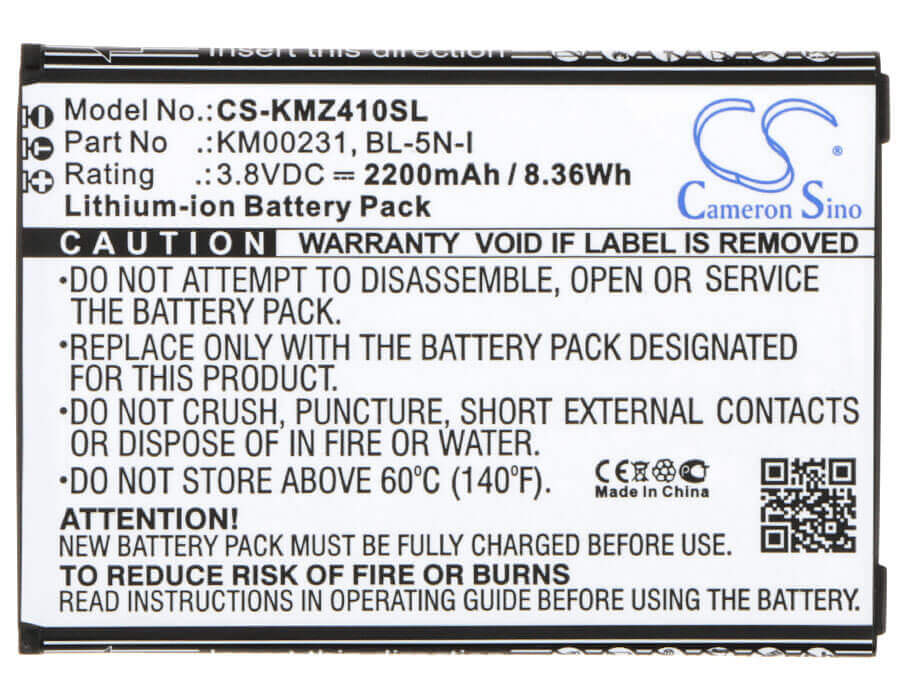 Insert this direction
Model No.:CS-KMZ410SL
Part No :KM00231, BL-5N-I
Rating :3.8VDC ⎓ 2200mAh / 8.36Wh
Lithium-ion Battery Pack
CS
®
Cameron Sino
CAUTION WARRANTY VOID IF LABEL IS REMOVED
•DO NOT ATTEMPT TO DISASSEMBLE, OPEN OR SERVICE
THE BATTERY PACK.
•REPLACE ONLY WITH THE BATTERY PACK DESIGNATED
FOR THIS PRODUCT.
•DO NOT CRUSH, PUNCTURE, SHORT EXTERNAL CONTACTS
OR DISPOSE OF IN FIRE OR WATER.
•DO NOT STORE ABOVE 60°C (140°F).
CE
Made In China
ATTENTION!
NEW BATTERY PACK MUST BE FULLY CHARGED BEFORE USE.
TO REDUCE RISK OF FIRE OR BURNS
READ INSTRUCTIONS BEFORE USING THE BATTERY.